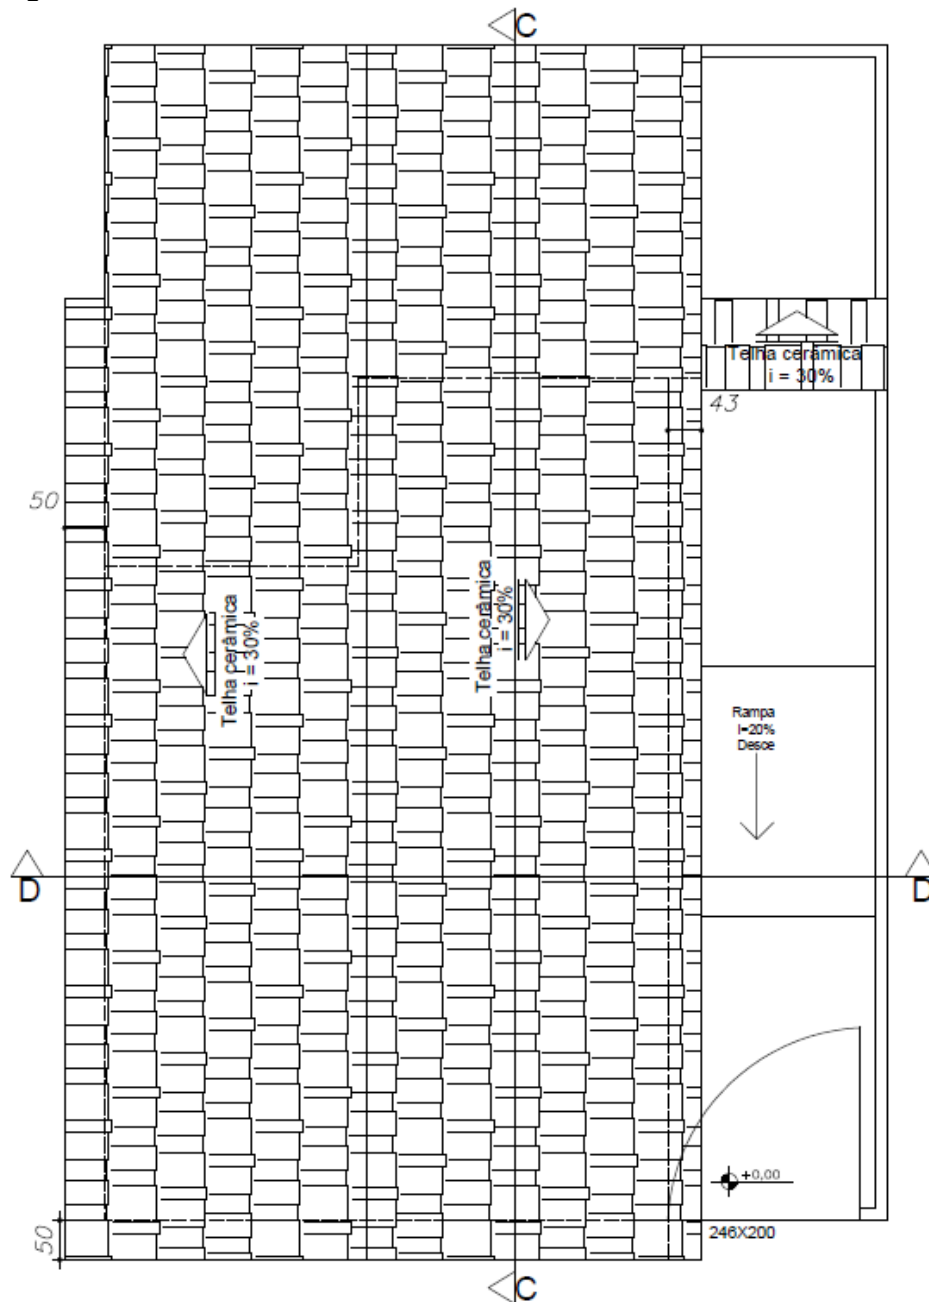 C
Telha cerâmica
i = 30%
43
50
Telha cerâmica
i = 30%
Telha cerâmica
i = 30%
Rampa
i=20%
Desce
D
D
+0,00
50
246X200
C